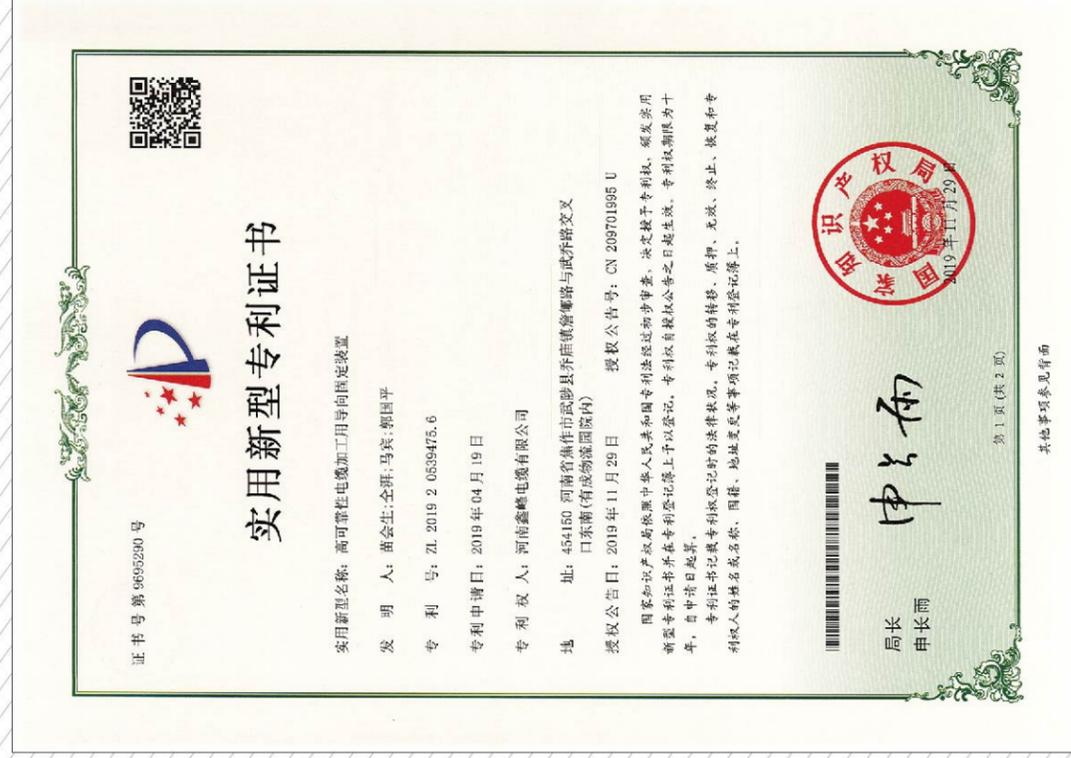 证书号第9695290号
实用新型专利证书
实用新型名称：高可靠性电缆加工用导向固定装置
发明人：苗会生;全湃;马宾;郭国平
专利号：ZL 2019 2 0539475.6
专利申请日：2019年04月19日
专利权人：河南鑫峰电缆有限公司
地址：454150 河南省焦作市武陟县乔庙镇詹郇路与武乔路交叉
口东南(有成物流园院内)
授权公告日：2019年11月29日 授权公告号：CN 209701995 U
国家知识产权局依照中华人民共和国专利法经过初步审查，决定授予专利权，颁发实用
新型专利证书并在专利登记簿上予以登记。专利权自授权公告之日起生效。专利权期限为十
年，自申请日起算。
专利证书记载专利权登记时的法律状况。专利权的转移、质押、无效、终止、恢复和专
利权人的姓名或名称、国籍、地址变更等事项记载在专利登记簿上。
局长
申长雨
申长雨
国家知识产权局
2019年11月29日
第 1 页 (共 2 页)
其他事项参见背面